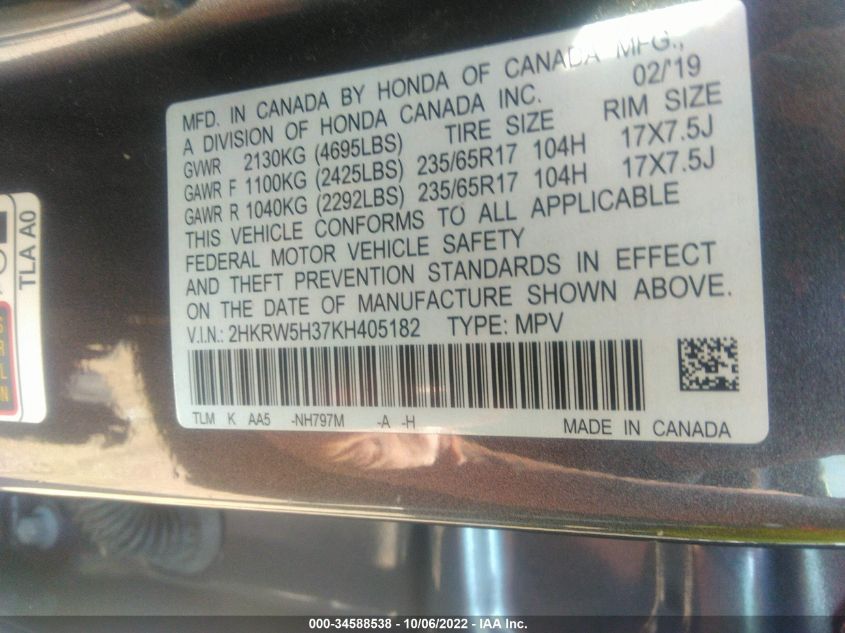 MFD. IN CANADA BY HONDA OF CANADA MFG.,
A DIVISION OF HONDA CANADA INC. 02/'19
GVWR 2130KG (4695LBS) TIRE SIZE RIM SIZE
GAWR F 1100KG (2425LBS) 235/65R17 104H 17X7.5J
GAWR R 1040KG (2292LBS) 235/65R17 104H 17X7.5J
THIS VEHICLE CONFORMS TO ALL APPLICABLE
FEDERAL MOTOR VEHICLE SAFETY
AND THEFT PREVENTION STANDARDS IN EFFECT
ON THE DATE OF MANUFACTURE SHOWN ABOVE.
V.I.N.: 2HKRW5H37KH405182 TYPE: MPV
TLM K AA5 -NH797M -A -H
MADE IN CANADA
TLA A0
000-34588538 - 10/06/2022 - IAA Inc.